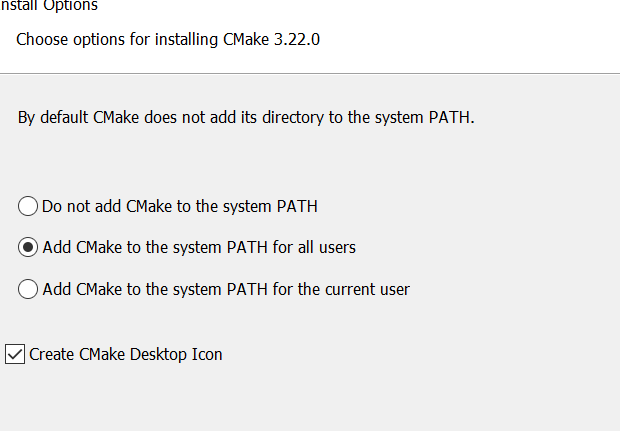 nstall Options
Choose options for installing CMake 3.22.0
By default CMake does not add its directory to the system PATH.
Do not add CMake to the system PATH
Add CMake to the system PATH for all users
Add CMake to the system PATH for the current user
Create CMake Desktop Icon